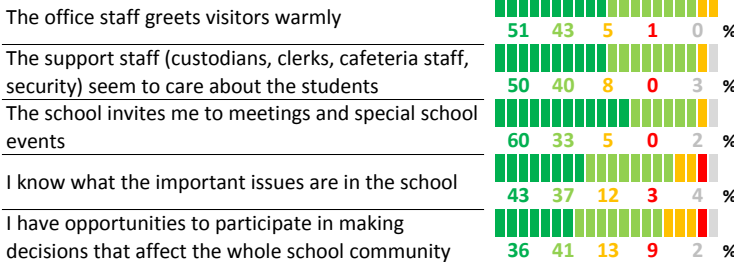 The office staff greets visitors warmly
51 43 5 1 0 %
The support staff (custodians, clerks, cafeteria staff,
security) seem to care about the students
50 40 8 0 3 %
The school invites me to meetings and special school
events
60 33 5 0 2 %
I know what the important issues are in the school
43 37 12 3 4 %
I have opportunities to participate in making
decisions that affect the whole school community
36 41 13 9 2 %